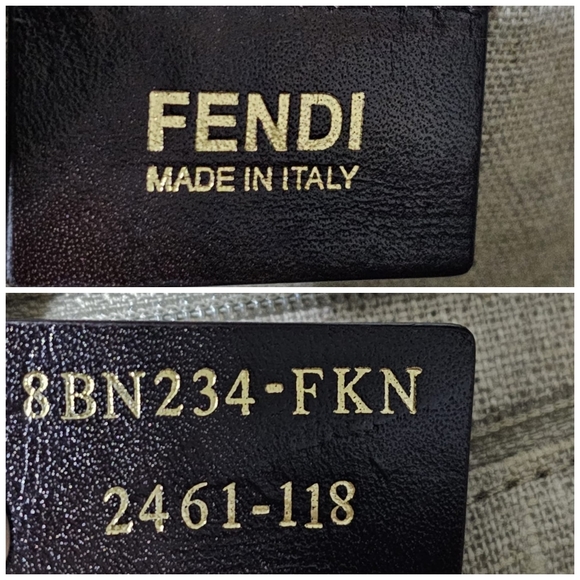 FENDI
MADE IN ITALY
8BN234-FKN
2461-118